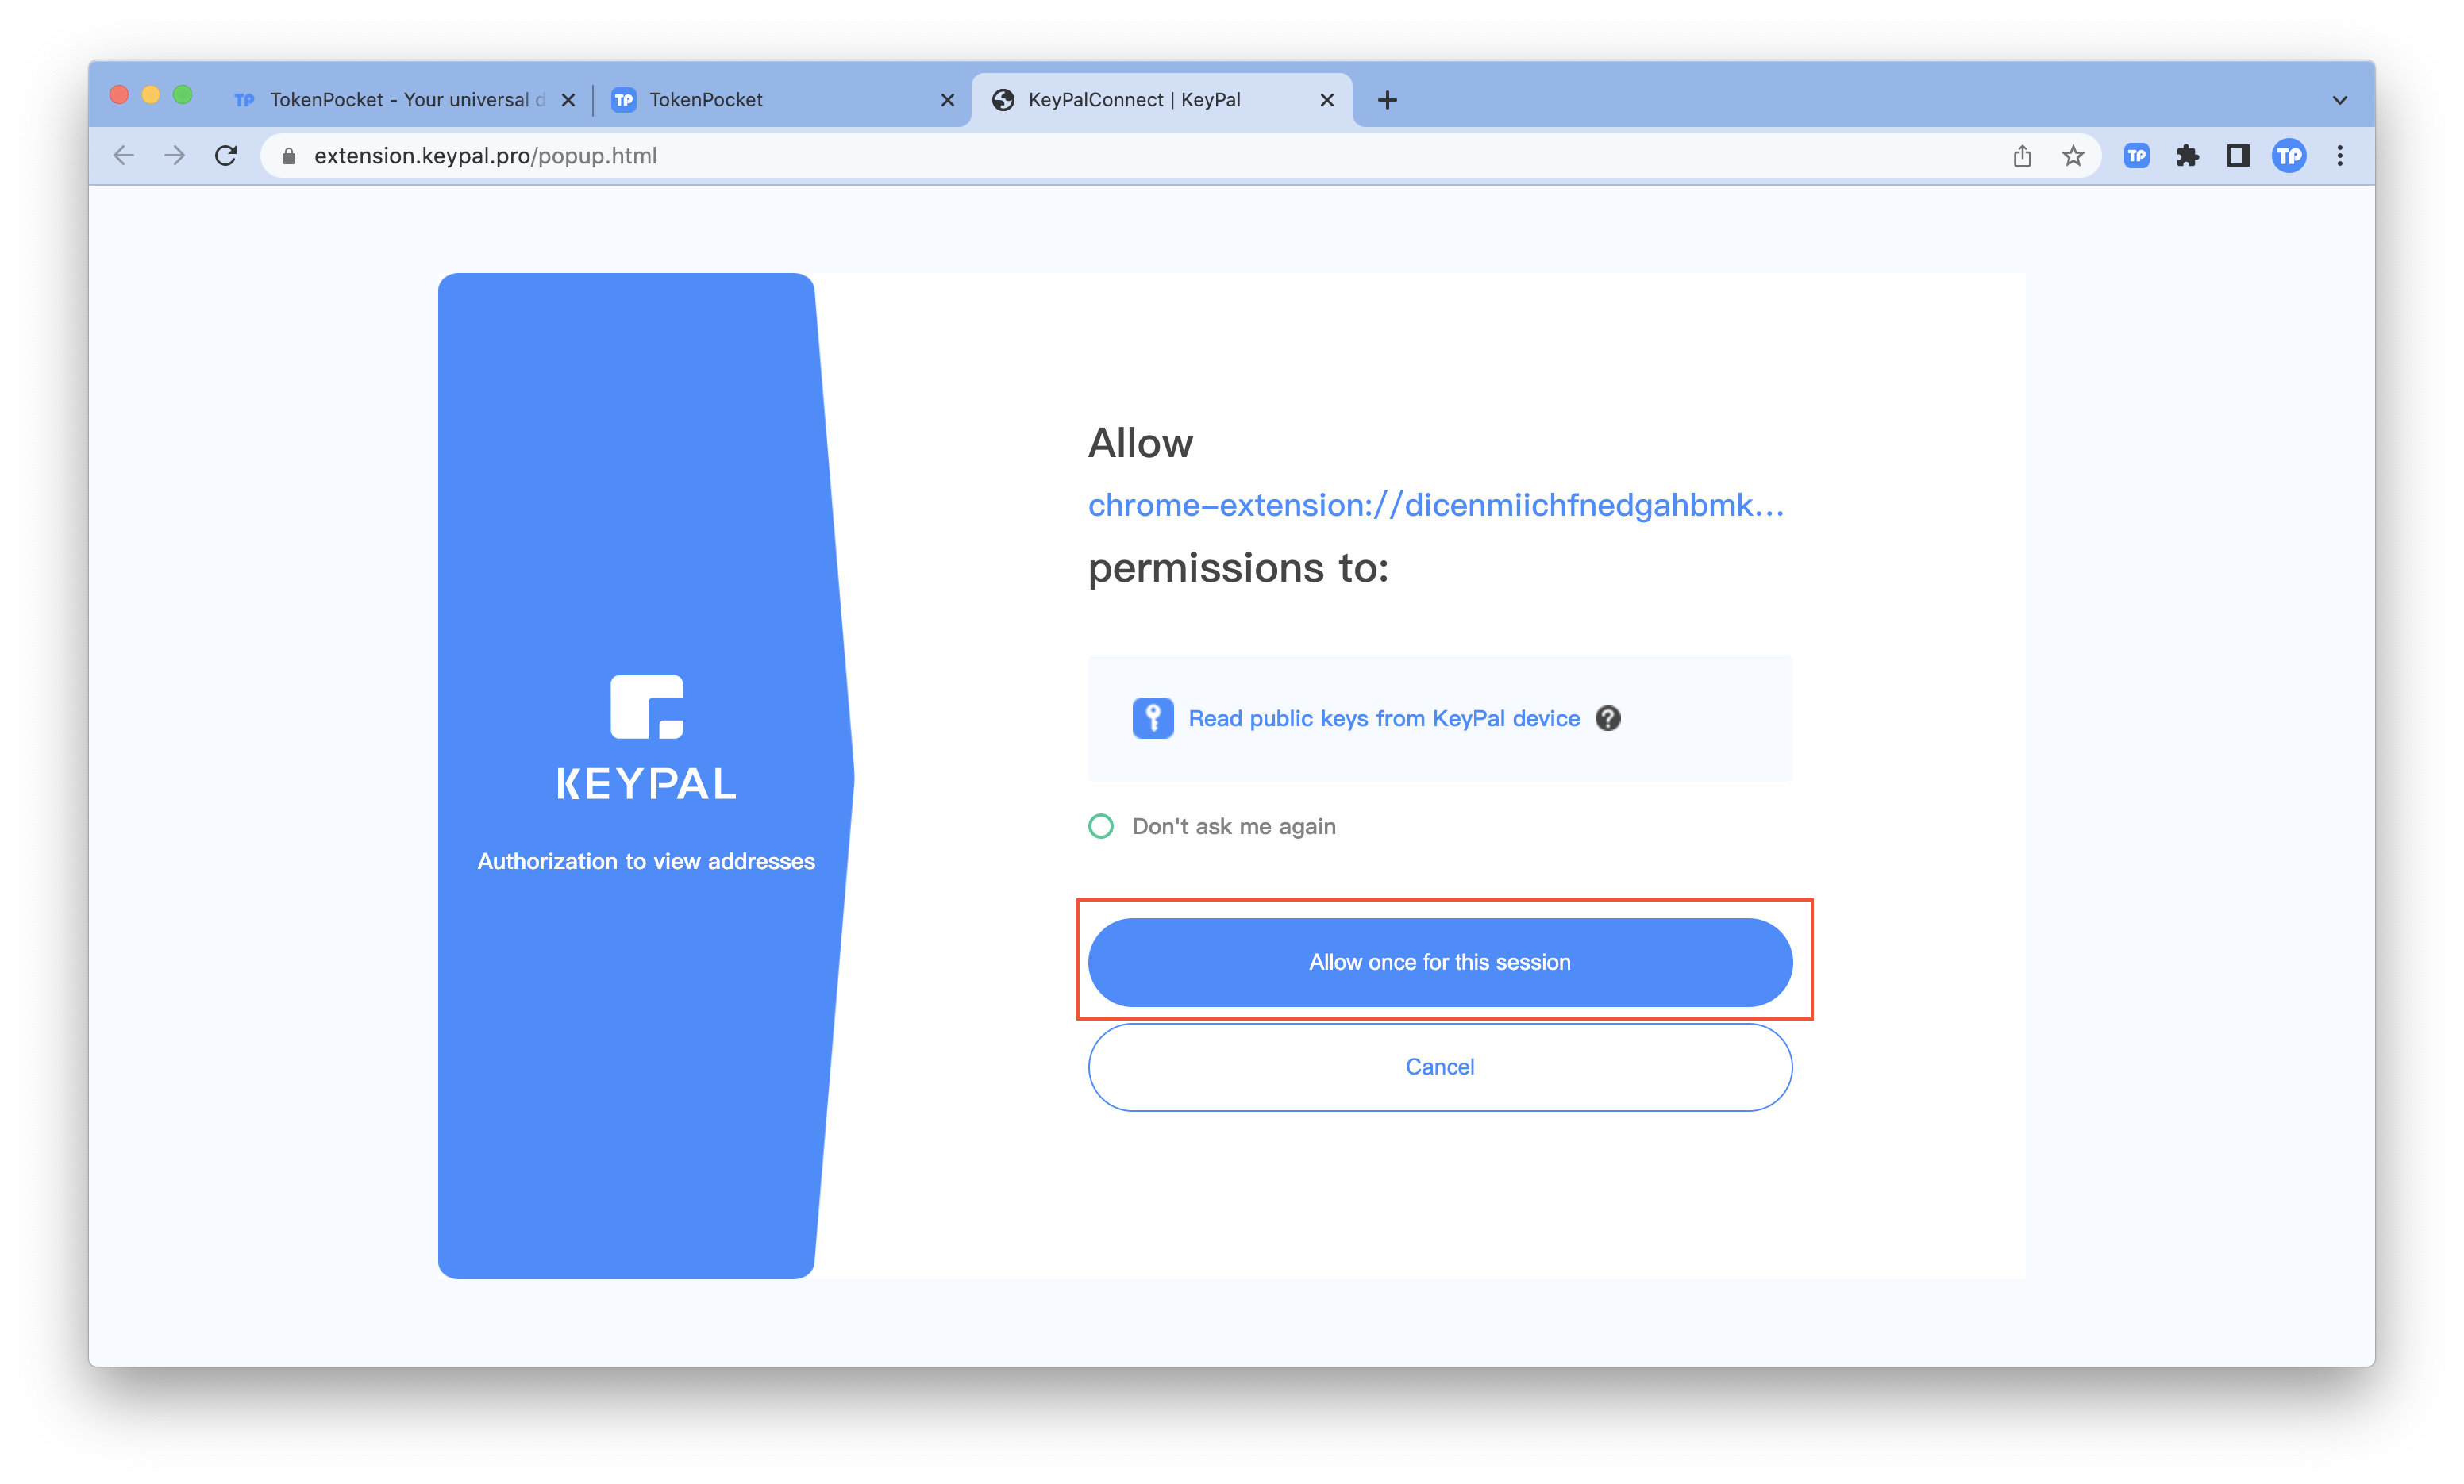 TokenPocket - Your universal d
TokenPocket
KeyPalConnect | KeyPal
extension.keypal.pro/popup.html
TP
TP
KEYPAL
Authorization to view addresses
Allow
chrome-extension://dicenmiichfnedgahbmk...
permissions to:
Read public keys from KeyPal device
Don't ask me again
Allow once for this session
Cancel